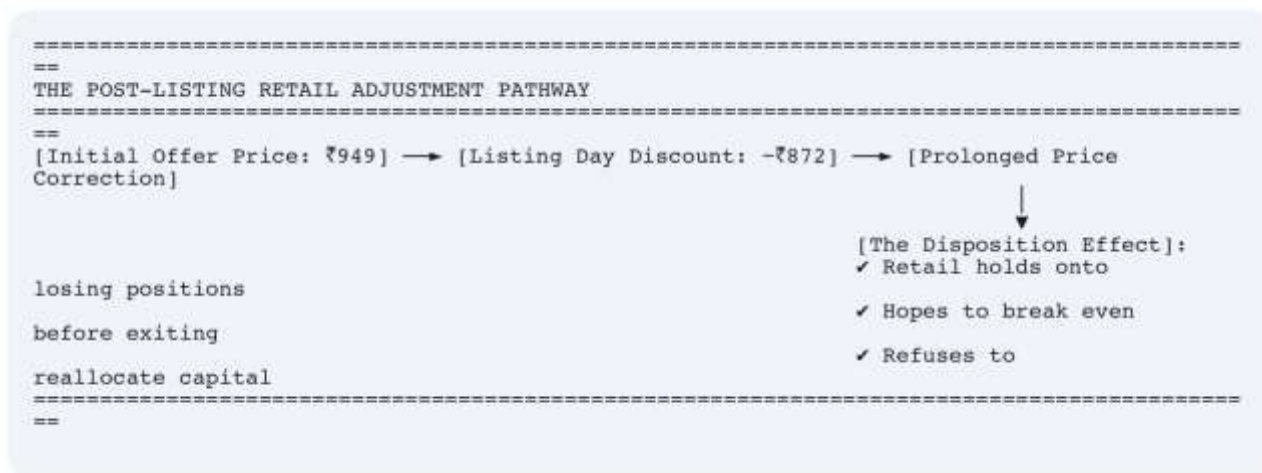 ============================================================================================
==
THE POST-LISTING RETAIL ADJUSTMENT PATHWAY
============================================================================================
==
[Initial Offer Price: ₹949] ⟶ [Listing Day Discount: -₹872] ⟶ [Prolonged Price
Correction]
│
▼
[The Disposition Effect]:
✔ Retail holds onto
losing positions
✔ Hopes to break even
before exiting
✔ Refuses to
reallocate capital
============================================================================================
==